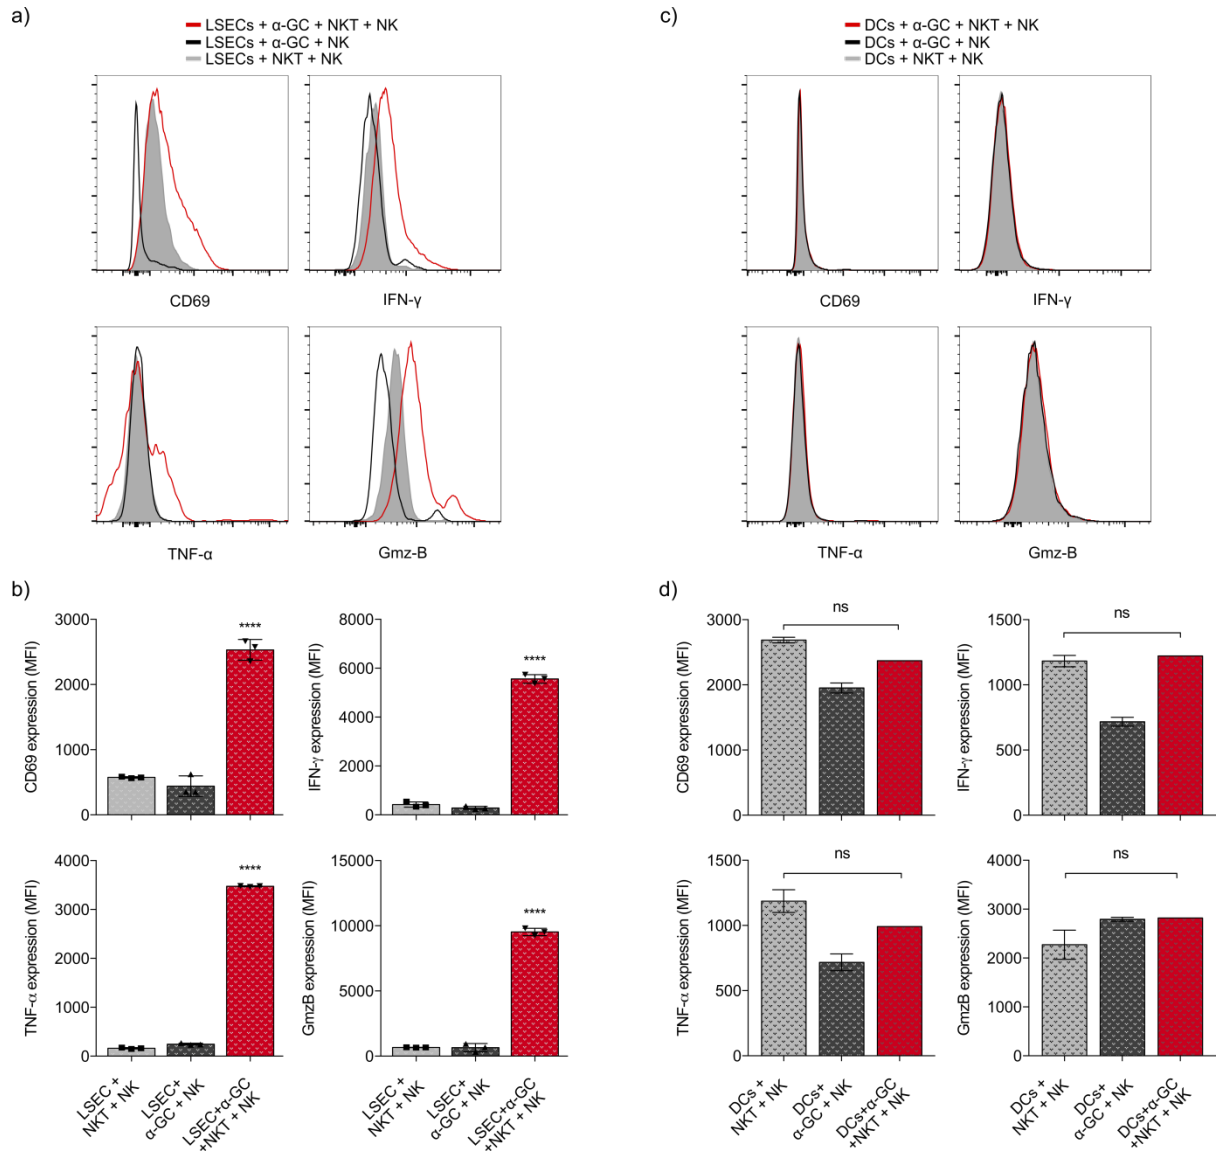 a)
LSECs + α-GC + NKT + NK
LSECs + α-GC + NK
LSECs + NKT + NK
CD69
IFN-γ
TNF-α
Gmz-B
c)
DCs + α-GC + NKT + NK
DCs + α-GC + NK
DCs + NKT + NK
CD69
IFN-γ
TNF-α
Gmz-B
b)
CD69 expression (MFI)
3000
2000
1000
0
****
IFN-γ expression (MFI)
8000
6000
4000
2000
0
****
TNF-α expression (MFI)
4000
3000
2000
1000
0
****
GmzB expression (MFI)
15000
10000
5000
0
****
LSEC +
NKT + NK
LSEC+
α-GC + NK
LSEC+α-GC
+NKT + NK
LSEC +
NKT + NK
LSEC+
α-GC + NK
LSEC+α-GC
+NKT + NK
d)
CD69 expression (MFI)
3000
2000
1000
0
ns
IFN-γ expression (MFI)
1500
1000
500
0
ns
TNF-α expression (MFI)
1500
1000
500
0
ns
GmzB expression (MFI)
4000
3000
2000
1000
0
ns
DCs +
NKT + NK
DCs+
α-GC + NK
DCs+α-GC
+NKT + NK
DCs +
NKT + NK
DCs+
α-GC + NK
DCs+α-GC
+NKT + NK